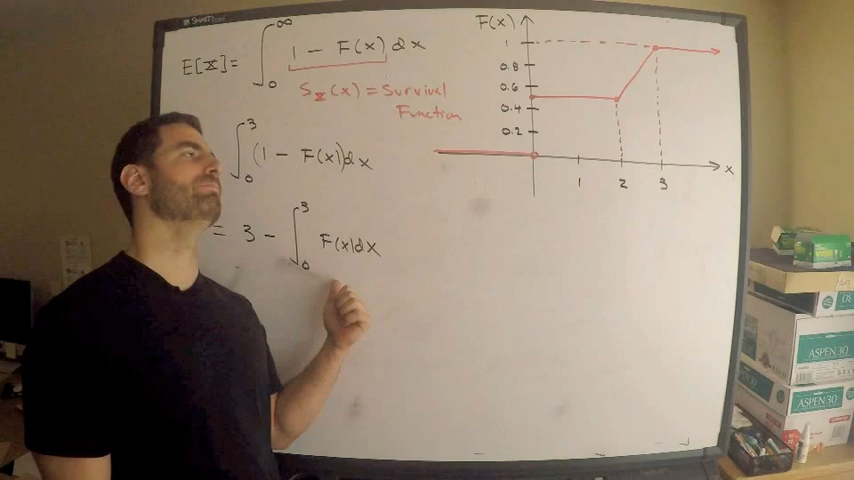 SMART
E[X] = ∫₀^∞ 1 - F(x) dx
S_X(x) = Survival
Function
∫₀³ (1 - F(x)) dx
= 3 - ∫₀³ F(x) dx
F(x)
1
0.8
0.6
0.4
0.2
1 2 3
x
ASPEN 30
ASPEN 30